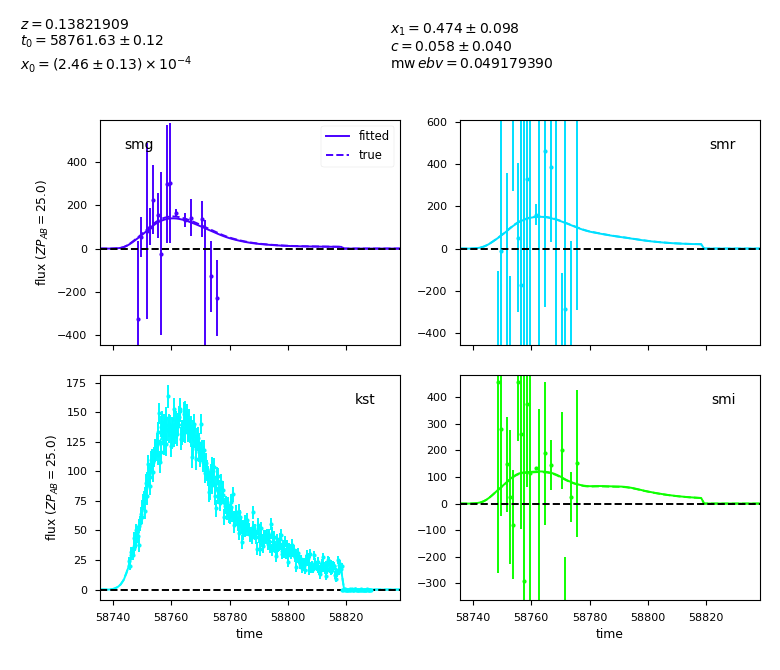 z = 0.13821909
t₀ = 58761.63 ± 0.12
x₀ = (2.46 ± 0.13) × 10⁻⁴
x₁ = 0.474 ± 0.098
c = 0.058 ± 0.040
mw ebv = 0.049179390
smg
fitted
true
400
200
0
−200
−400
flux (ZP_AB = 25.0)
smr
600
400
200
0
−200
−400
kst
175
150
125
100
75
50
25
0
flux (ZP_AB = 25.0)
58740 58760 58780 58800 58820
time
smi
400
300
200
100
0
−100
−200
−300
58740 58760 58780 58800 58820
time